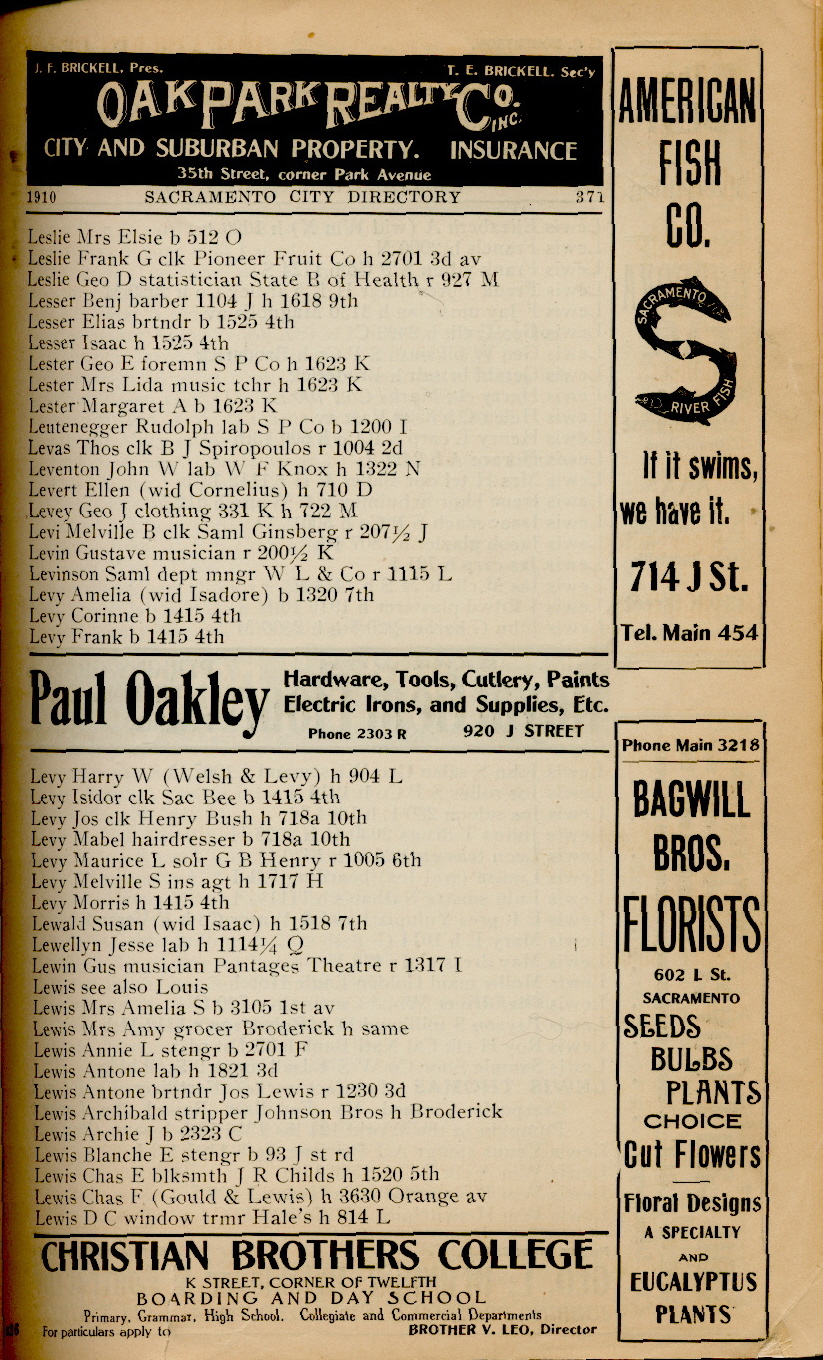 J. F. BRICKELL, Pres.
T. E. BRICKELL. Sec'y
OAK PARK REALTY CO. INC.
CITY AND SUBURBAN PROPERTY. INSURANCE
35th Street, corner Park Avenue
1910 SACRAMENTO CITY DIRECTORY 371
Leslie Mrs Elsie b 512 O
Leslie Frank G clk Pioneer Fruit Co h 2701 3d av
Leslie Geo D statistician State B of Health r 927 M
Lesser Benj barber 1104 J h 1618 9th
Lesser Elias brtndr b 1525 4th
Lesser Isaac h 1525 4th
Lester Geo E foremn S P Co h 1623 K
Lester Mrs Lida music tchr h 1623 K
Lester Margaret A b 1623 K
Leutenegger Rudolph lab S P Co b 1200 I
Levas Thos clk B J Spiropoulos r 1004 2d
Leventon John W lab W F Knox h 1322 N
Levert Ellen (wid Cornelius) h 710 D
Levey Geo J clothing 331 K h 722 M
Levi Melville B clk Saml Ginsberg r 207½ J
Levin Gustave musician r 200½ K
Levinson Saml dept mngr W L & Co r 1115 L
Levy Amelia (wid Isadore) b 1320 7th
Levy Corinne b 1415 4th
Levy Frank b 1415 4th
Paul Oakley
Hardware, Tools, Cutlery, Paints
Electric Irons, and Supplies, Etc.
Phone 2303 R 920 J STREET
Levy Harry W (Welsh & Levy) h 904 L
Levy Isidor clk Sac Bee b 1415 4th
Levy Jos clk Henry Bush h 718a 10th
Levy Mabel hairdresser b 718a 10th
Levy Maurice L solr G B Henry r 1005 6th
Levy Melville S ins agt h 1717 H
Levy Morris h 1415 4th
Lewald Susan (wid Isaac) h 1518 7th
Lewellyn Jesse lab h 1114¼ Q
Lewin Gus musician Pantages Theatre r 1317 I
Lewis see also Louis
Lewis Mrs Amelia S b 3105 1st av
Lewis Mrs Amy grocer Broderick h same
Lewis Annie L stengr b 2701 F
Lewis Antone lab h 1821 3d
Lewis Antone brtndr Jos Lewis r 1230 3d
Lewis Archibald stripper Johnson Bros h Broderick
Lewis Archie J b 2323 C
Lewis Blanche E stengr b 93 J st rd
Lewis Chas E blksmth J R Childs h 1520 5th
Lewis Chas F (Gould & Lewis) h 3630 Orange av
Lewis D C window trmr Hale's h 814 L
CHRISTIAN BROTHERS COLLEGE
K STREET, CORNER OF TWELFTH
BOARDING AND DAY SCHOOL
Primary, Grammar, High School. Collegiate and Commercial Departments
For particulars apply to BROTHER V. LEO, Director
AMERICAN
FISH
CO.
SACRAMENTO
RIVER FISH
If it swims,
we have it.
714 J St.
Tel. Main 454
Phone Main 3218
BAGWILL
BROS.
FLORISTS
602 L St.
SACRAMENTO
SEEDS
BULBS
PLANTS
CHOICE
Cut Flowers
Floral Designs
A SPECIALTY
AND
EUCALYPTUS
PLANTS